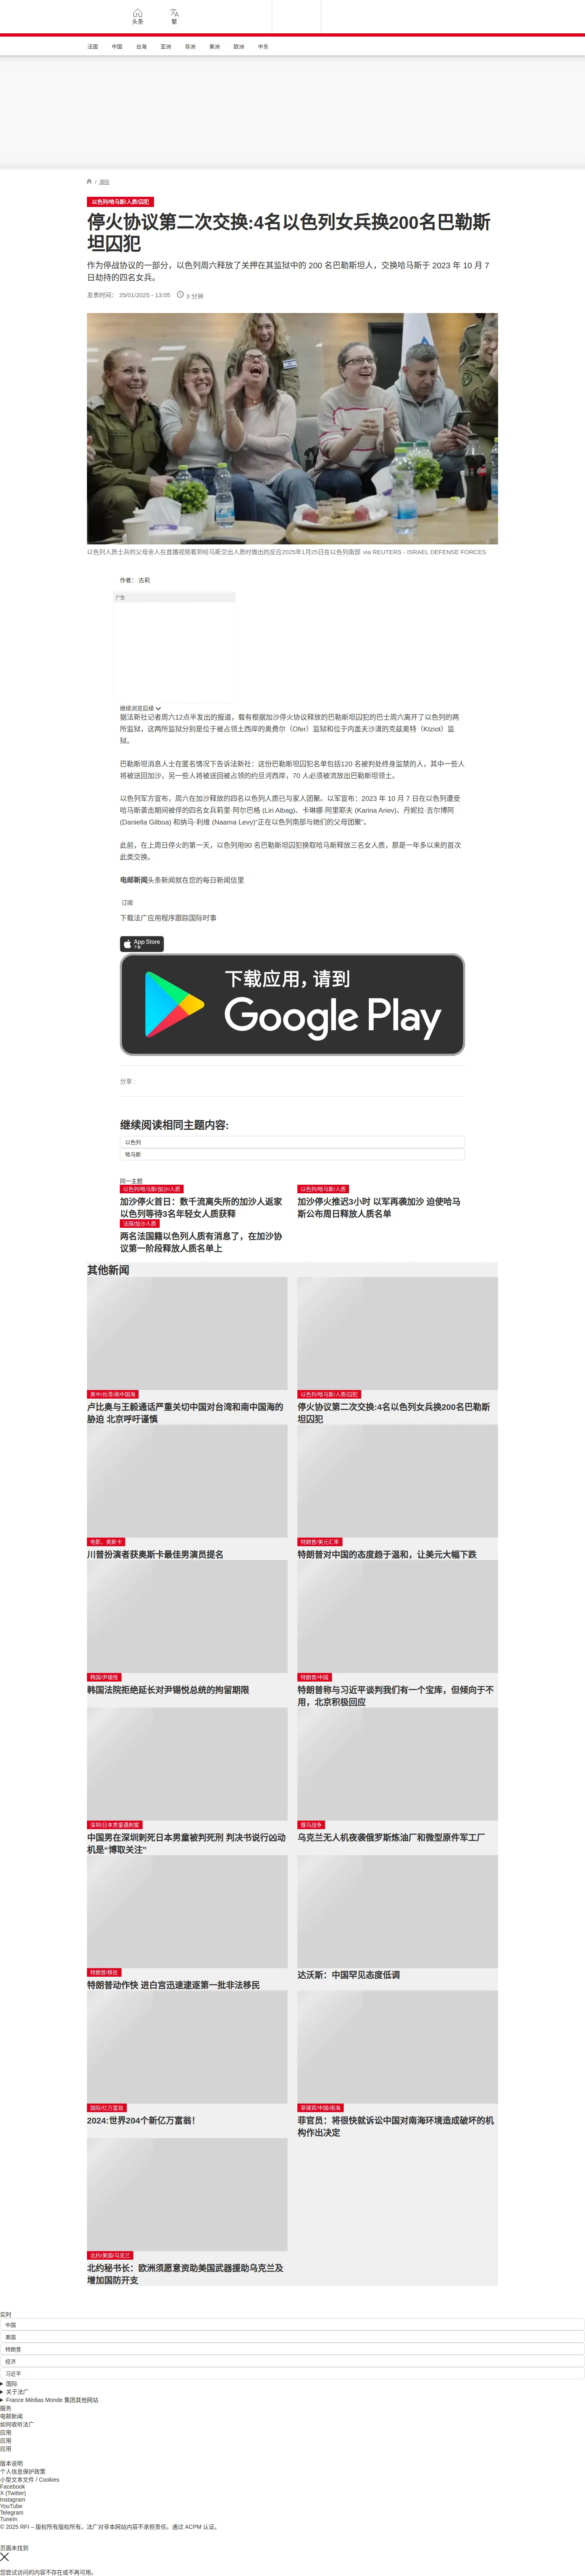 头条
繁
法国
中国
台海
亚洲
非洲
美洲
欧洲
中东
/ 国际
以色列/哈马斯/人质/囚犯
停火协议第二次交换:4名以色列女兵换200名巴勒斯
坦囚犯
作为停战协议的一部分，以色列周六释放了关押在其监狱中的 200 名巴勒斯坦人，交换哈马斯于 2023 年 10 月 7
日劫持的四名女兵。
发表时间： 25/01/2025 - 13:05 3 分钟
以色列人质士兵的父母亲人在直播视频看到哈马斯交出人质时做出的反应2025年1月25日在以色列南部 via REUTERS - ISRAEL DEFENSE FORCES
作者： 古莉
广告
继续浏览后续
据法新社记者周六12点半发出的报道，载有根据加沙停火协议释放的巴勒斯坦囚犯的巴士周六离开了以色列的两
所监狱，这两所监狱分别是位于被占领土西岸的奥费尔（Ofer）监狱和位于内盖夫沙漠的克兹奥特（Ktziot）监
狱。
巴勒斯坦消息人士在匿名情况下告诉法新社：这份巴勒斯坦囚犯名单包括120 名被判处终身监禁的人，其中一些人
将被送回加沙，另一些人将被送回被占领的约旦河西岸，70 人必须被流放出巴勒斯坦领土。
以色列军方宣布，周六在加沙释放的四名以色列人质已与家人团聚。以军宣布：2023 年 10 月 7 日在以色列遭受
哈马斯袭击期间被俘的四名女兵莉里·阿尔巴格 (Liri Albag)、卡琳娜·阿里耶夫 (Karina Ariev)、丹妮拉·吉尔博阿
(Daniella Gilboa) 和纳马·利维 (Naama Levy)“正在以色列南部与她们的父母团聚”。
此前，在上周日停火的第一天，以色列用90 名巴勒斯坦囚犯换取哈马斯释放三名女人质，那是一年多以来的首次
此类交换。
电邮新闻头条新闻就在您的每日新闻信里
订阅
下载法广应用程序跟踪国际时事
App Store
下载
下载应用，请到
Google Play
分享 :
继续阅读相同主题内容:
以色列
哈马斯
同一主题
以色列/哈马斯/加沙/人质
加沙停火首日：数千流离失所的加沙人返家
以色列等待3名年轻女人质获释
以色列/哈马斯/人质
加沙停火推迟3小时 以军再袭加沙 迫使哈马
斯公布周日释放人质名单
法国/加沙人质
两名法国籍以色列人质有消息了，在加沙协
议第一阶段释放人质名单上
其他新闻
美中/台湾/南中国海
卢比奥与王毅通话严重关切中国对台湾和南中国海的
胁迫 北京呼吁谨慎
以色列/哈马斯/人质/囚犯
停火协议第二次交换:4名以色列女兵换200名巴勒斯
坦囚犯
电影，奥斯卡
川普扮演者获奥斯卡最佳男演员提名
特朗普/美元汇率
特朗普对中国的态度趋于温和，让美元大幅下跌
韩国/尹锡悦
韩国法院拒绝延长对尹锡悦总统的拘留期限
特朗普/中国
特朗普称与习近平谈判我们有一个宝库，但倾向于不
用，北京积极回应
深圳/日本男童遇刺案
中国男在深圳刺死日本男童被判死刑 判决书说行凶动
机是“博取关注”
俄乌战争
乌克兰无人机夜袭俄罗斯炼油厂和微型原件军工厂
特朗普/移民
特朗普动作快 进白宫迅速逮逐第一批非法移民
达沃斯：中国罕见态度低调
国际/亿万富翁
2024:世界204个新亿万富翁！
菲律宾/中国/南海
菲官员：将很快就诉讼中国对南海环境造成破坏的机
构作出决定
北约/美国/乌克兰
北约秘书长：欧洲须愿意资助美国武器援助乌克兰及
增加国防开支
实时
中国
美国
特朗普
经济
习近平
国际
关于法广
France Médias Monde 集团其他网站
服务
电邮新闻
如何收听法广
应用
应用
应用
版本说明
个人信息保护政策
小型文本文件 / Cookies
Facebook
X (Twitter)
Instagram
YouTube
Telegram
TuneIn
© 2025 RFI – 版权所有版权所有。法广对非本网站内容不承担责任。通过 ACPM 认证。
页面未找到
您尝试访问的内容不存在或不再可用。